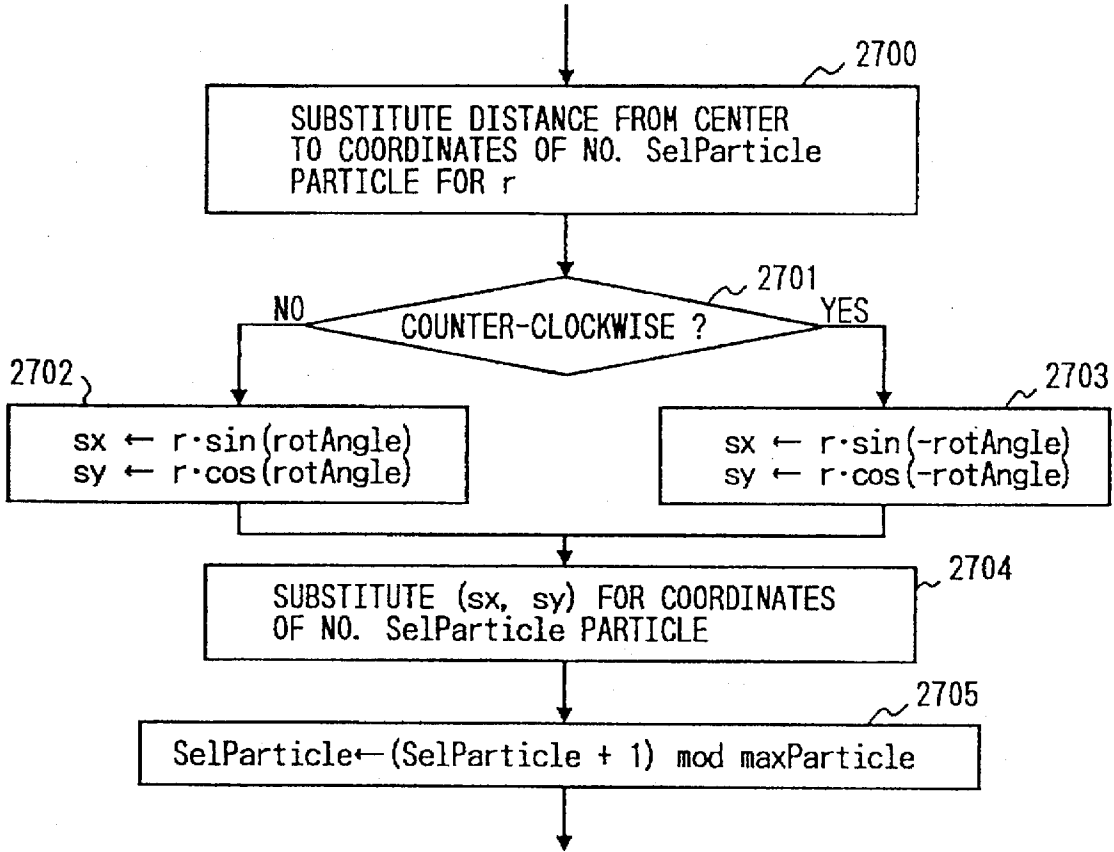 2700
SUBSTITUTE DISTANCE FROM CENTER
TO COORDINATES OF NO. SelParticle
PARTICLE FOR r
2701
NO
COUNTER-CLOCKWISE ?
YES
2702
sx ← r·sin(rotAngle)
sy ← r·cos(rotAngle)
2703
sx ← r·sin(-rotAngle)
sy ← r·cos(-rotAngle)
2704
SUBSTITUTE (sx, sy) FOR COORDINATES
OF NO. SelParticle PARTICLE
2705
SelParticle←(SelParticle + 1) mod maxParticle